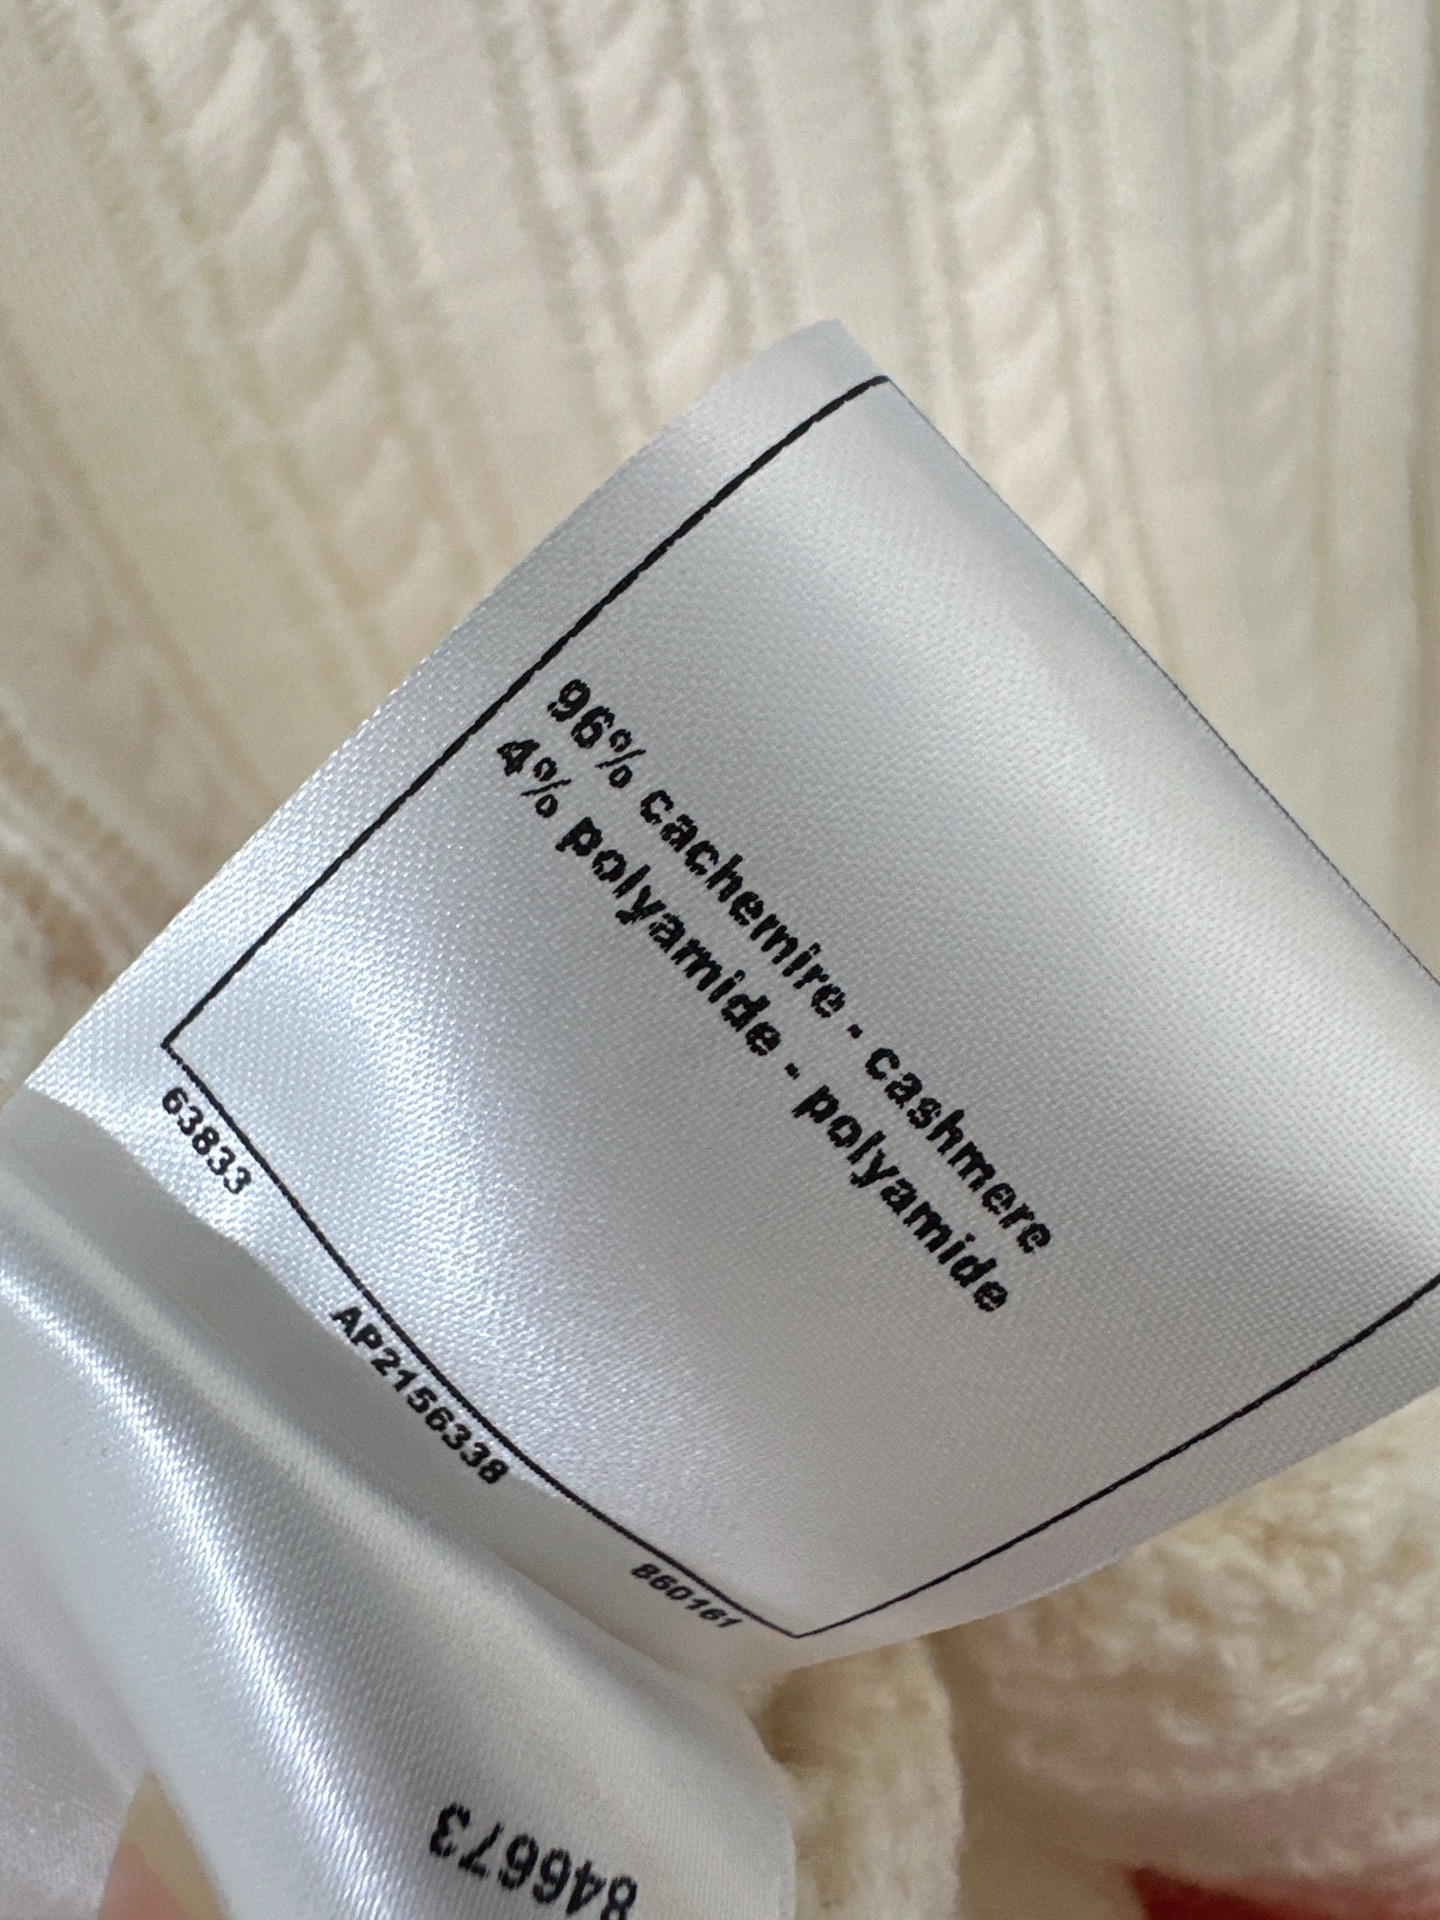 96% cachemire - cashmere
4% polyamide - polyamide
63833
AP2156338
860161
846673